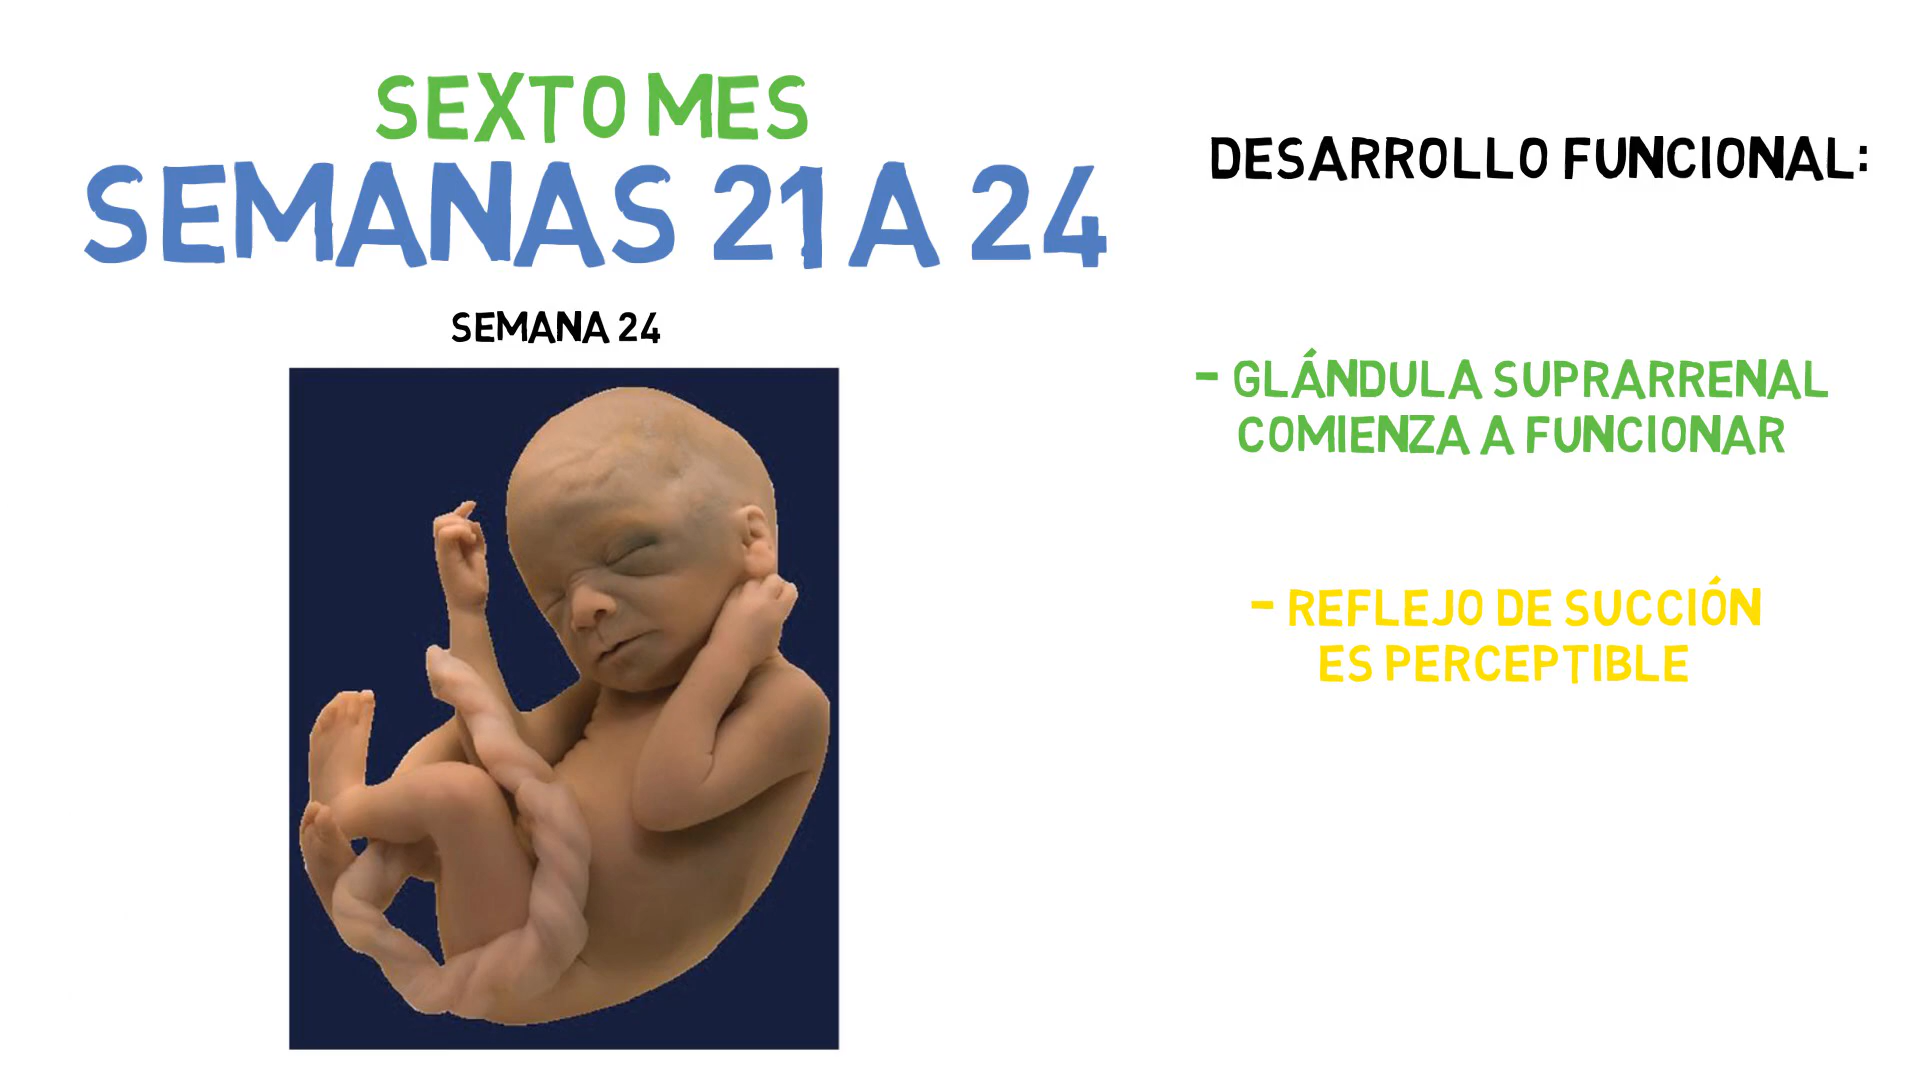 SEXTO MES
SEMANAS 21 A 24
SEMANA 24
DESARROLLO FUNCIONAL:
- GLÁNDULA SUPRARRENAL
COMIENZA A FUNCIONAR
- REFLEJO DE SUCCIÓN
ES PERCEPTIBLE